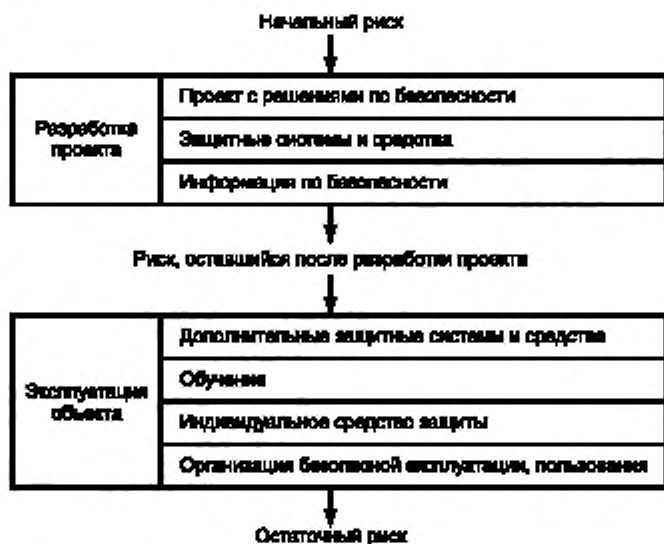 Начальный риск
Разработка
проекта
Проект с решениями по безопасности
Защитные системы и средства
Информация по безопасности
Риск, оставшийся после разработки проекта
Эксплуатация
объекта
Дополнительные защитные системы и средства
Обучение
Индивидуальное средство защиты
Организация безопасной эксплуатации, пользования
Остаточный риск